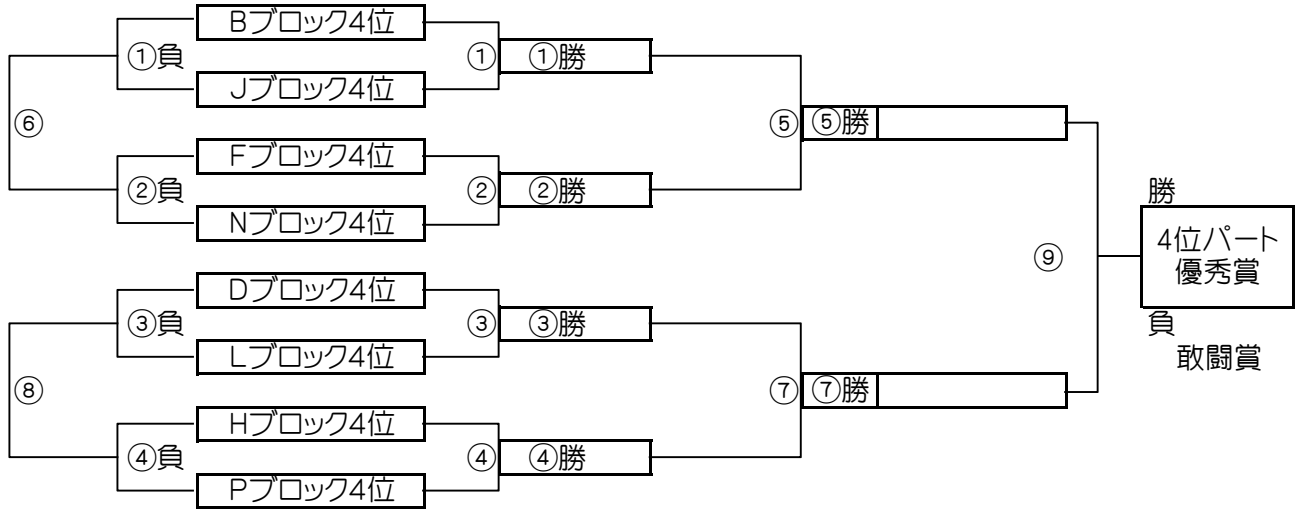 Bブロック4位
①負 ① ①勝
Jブロック4位
⑥ ⑤ ⑤勝
Fブロック4位
②負 ② ②勝
Nブロック4位
勝
4位パート
優秀賞
⑨
Dブロック4位
③負 ③ ③勝
負
敢闘賞
Lブロック4位
⑧ ⑦ ⑦勝
Hブロック4位
④負 ④ ④勝
Pブロック4位